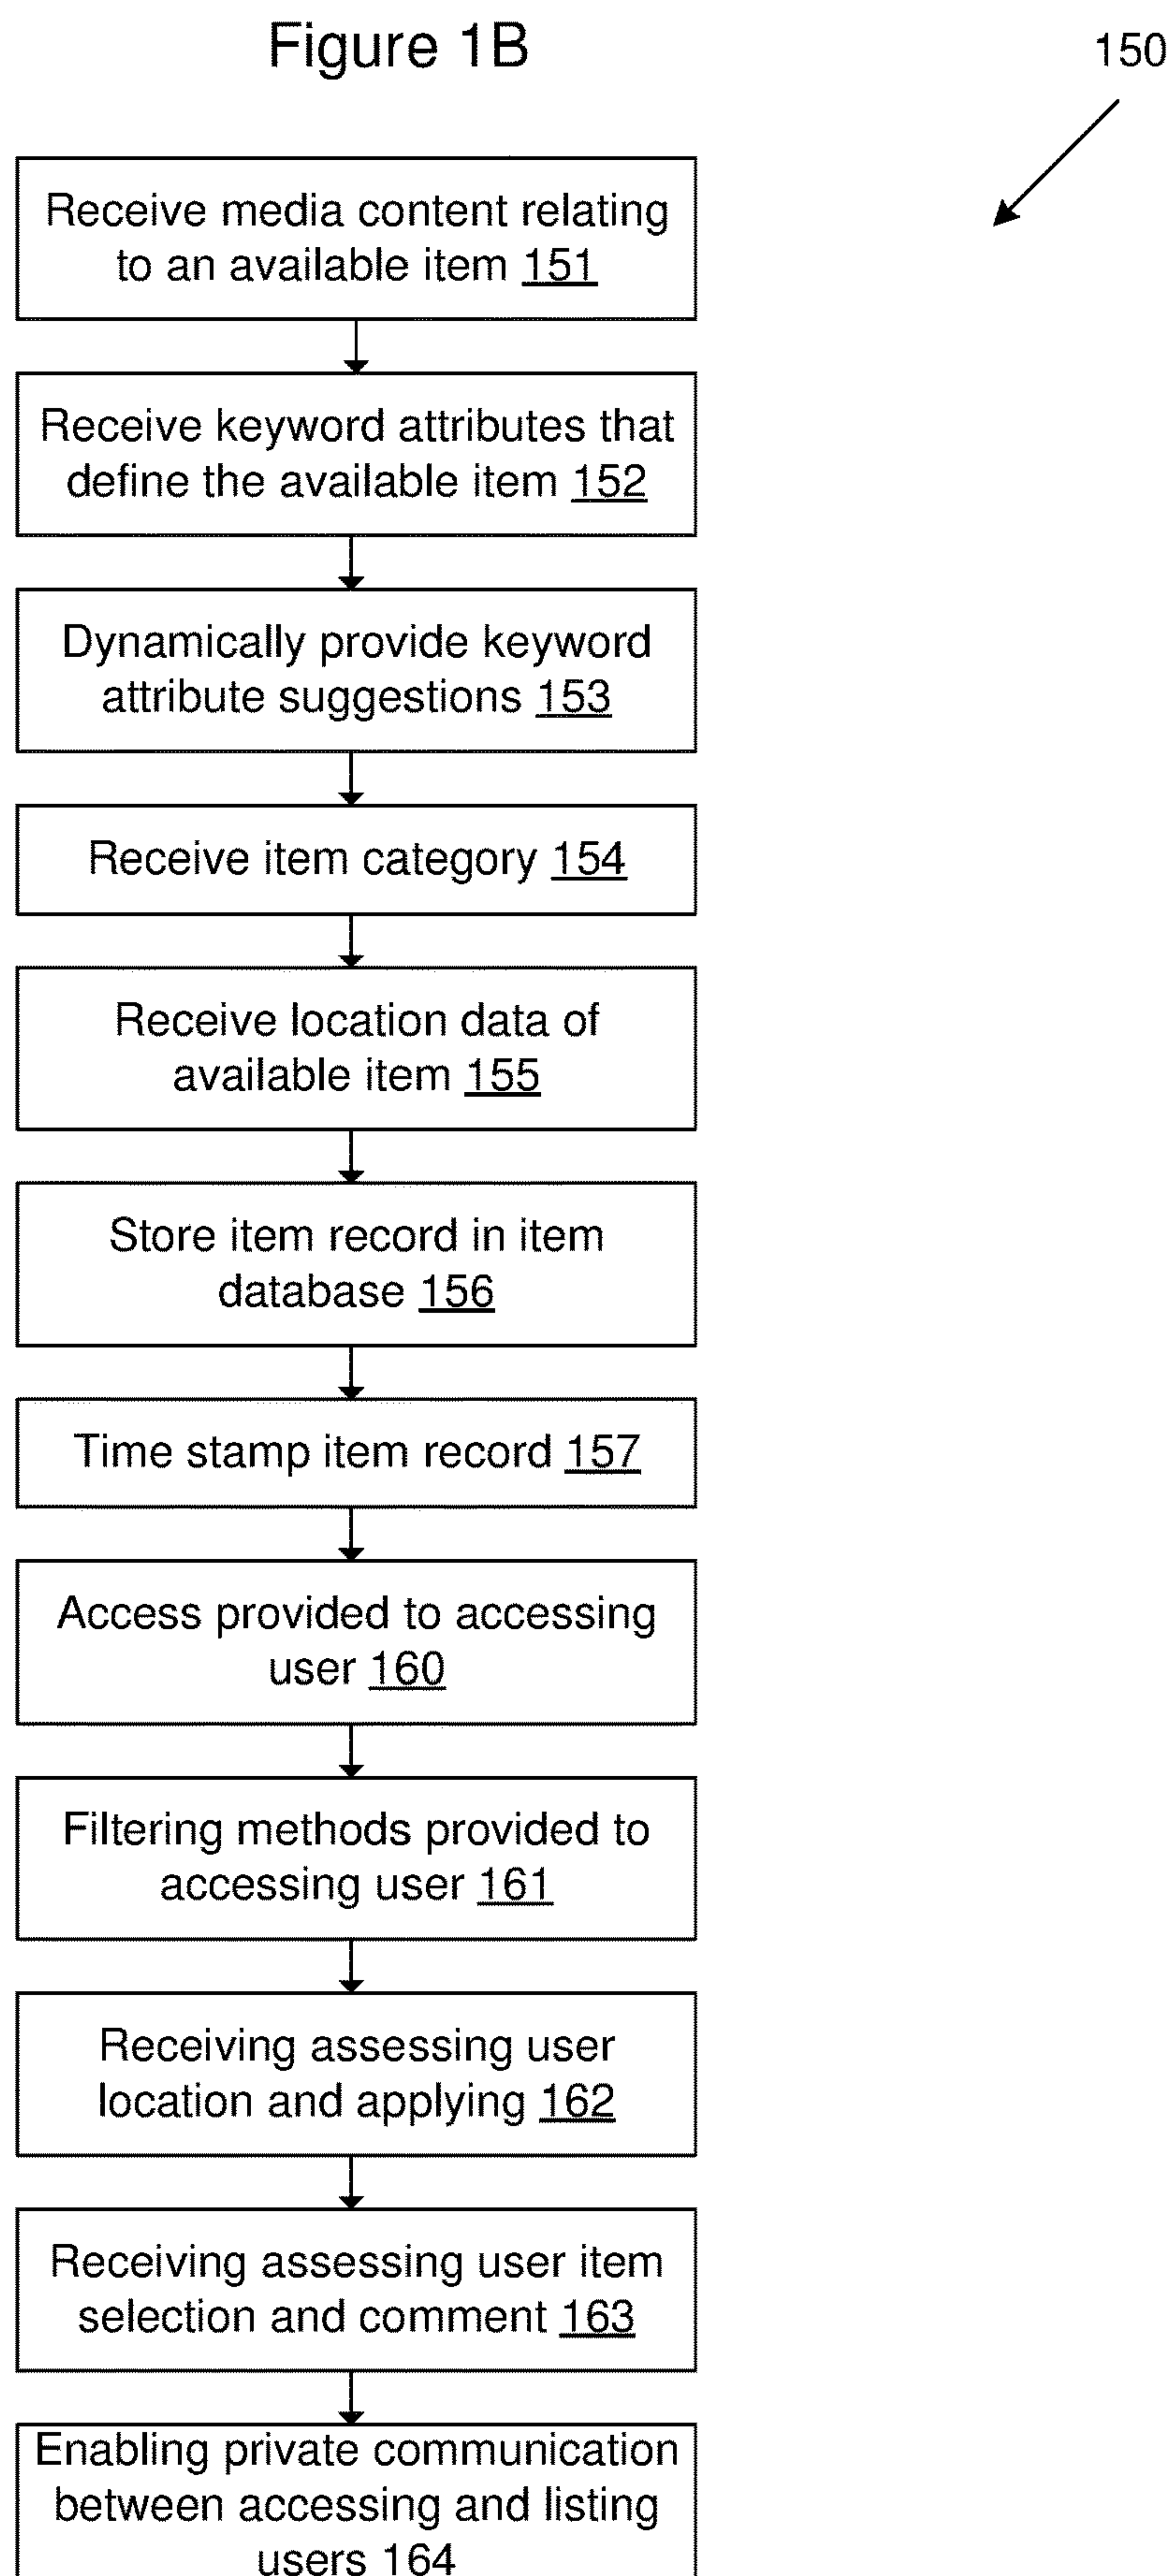 Figure 1B
150
Receive media content relating
to an available item 151
Receive keyword attributes that
define the available item 152
Dynamically provide keyword
attribute suggestions 153
Receive item category 154
Receive location data of
available item 155
Store item record in item
database 156
Time stamp item record 157
Access provided to accessing
user 160
Filtering methods provided to
accessing user 161
Receiving assessing user
location and applying 162
Receiving assessing user item
selection and comment 163
Enabling private communication
between accessing and listing
users 164